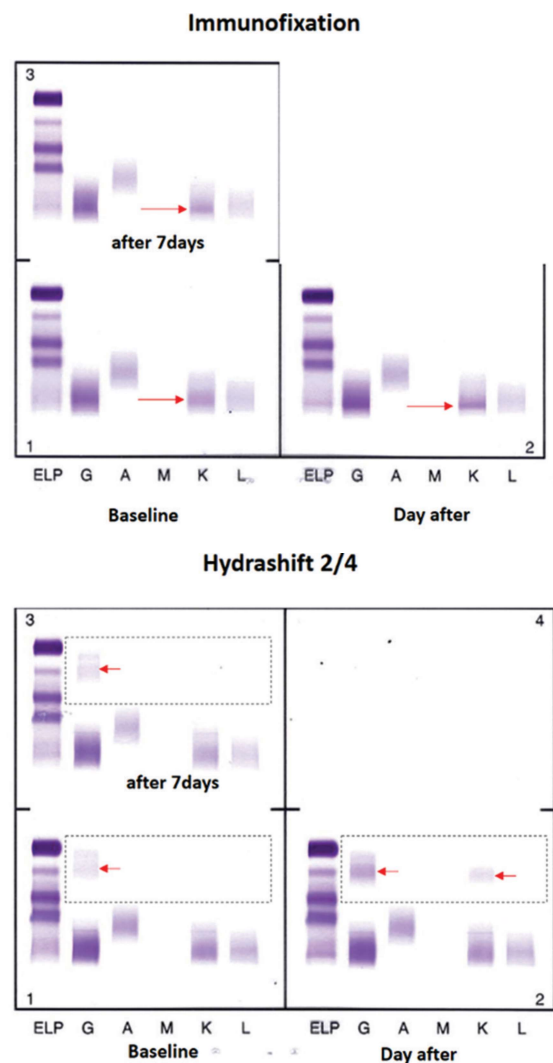 Immunofixation
3
after 7days
1
2
ELP G A M K L
ELP G A M K L
Baseline
Day after
Hydrashift 2/4
3
4
after 7days
1
2
ELP G A M K L
ELP G A M K L
Baseline
Day after